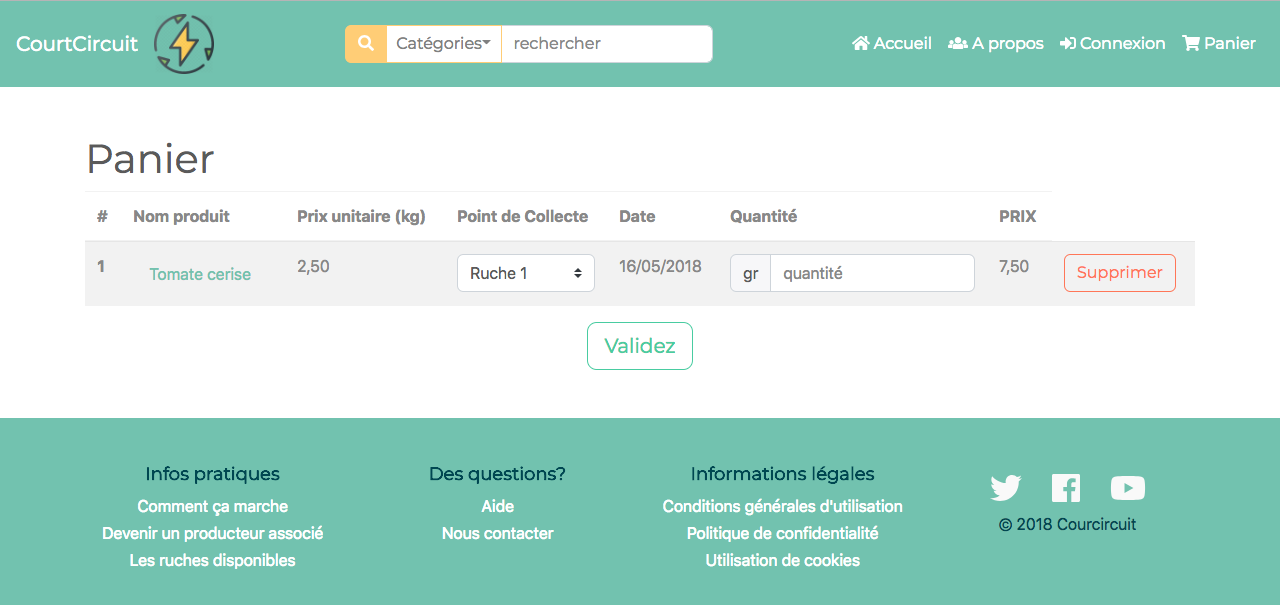 CourtCircuit
Catégories
rechercher
Accueil
A propos
Connexion
Panier
Panier
# Nom produit Prix unitaire (kg) Point de Collecte Date Quantité PRIX
1 Tomate cerise 2,50 Ruche 1 16/05/2018 gr quantité 7,50 Supprimer
Validez
Infos pratiques
Comment ça marche
Devenir un producteur associé
Les ruches disponibles
Des questions?
Aide
Nous contacter
Informations légales
Conditions générales d'utilisation
Politique de confidentialité
Utilisation de cookies
© 2018 Courcircuit